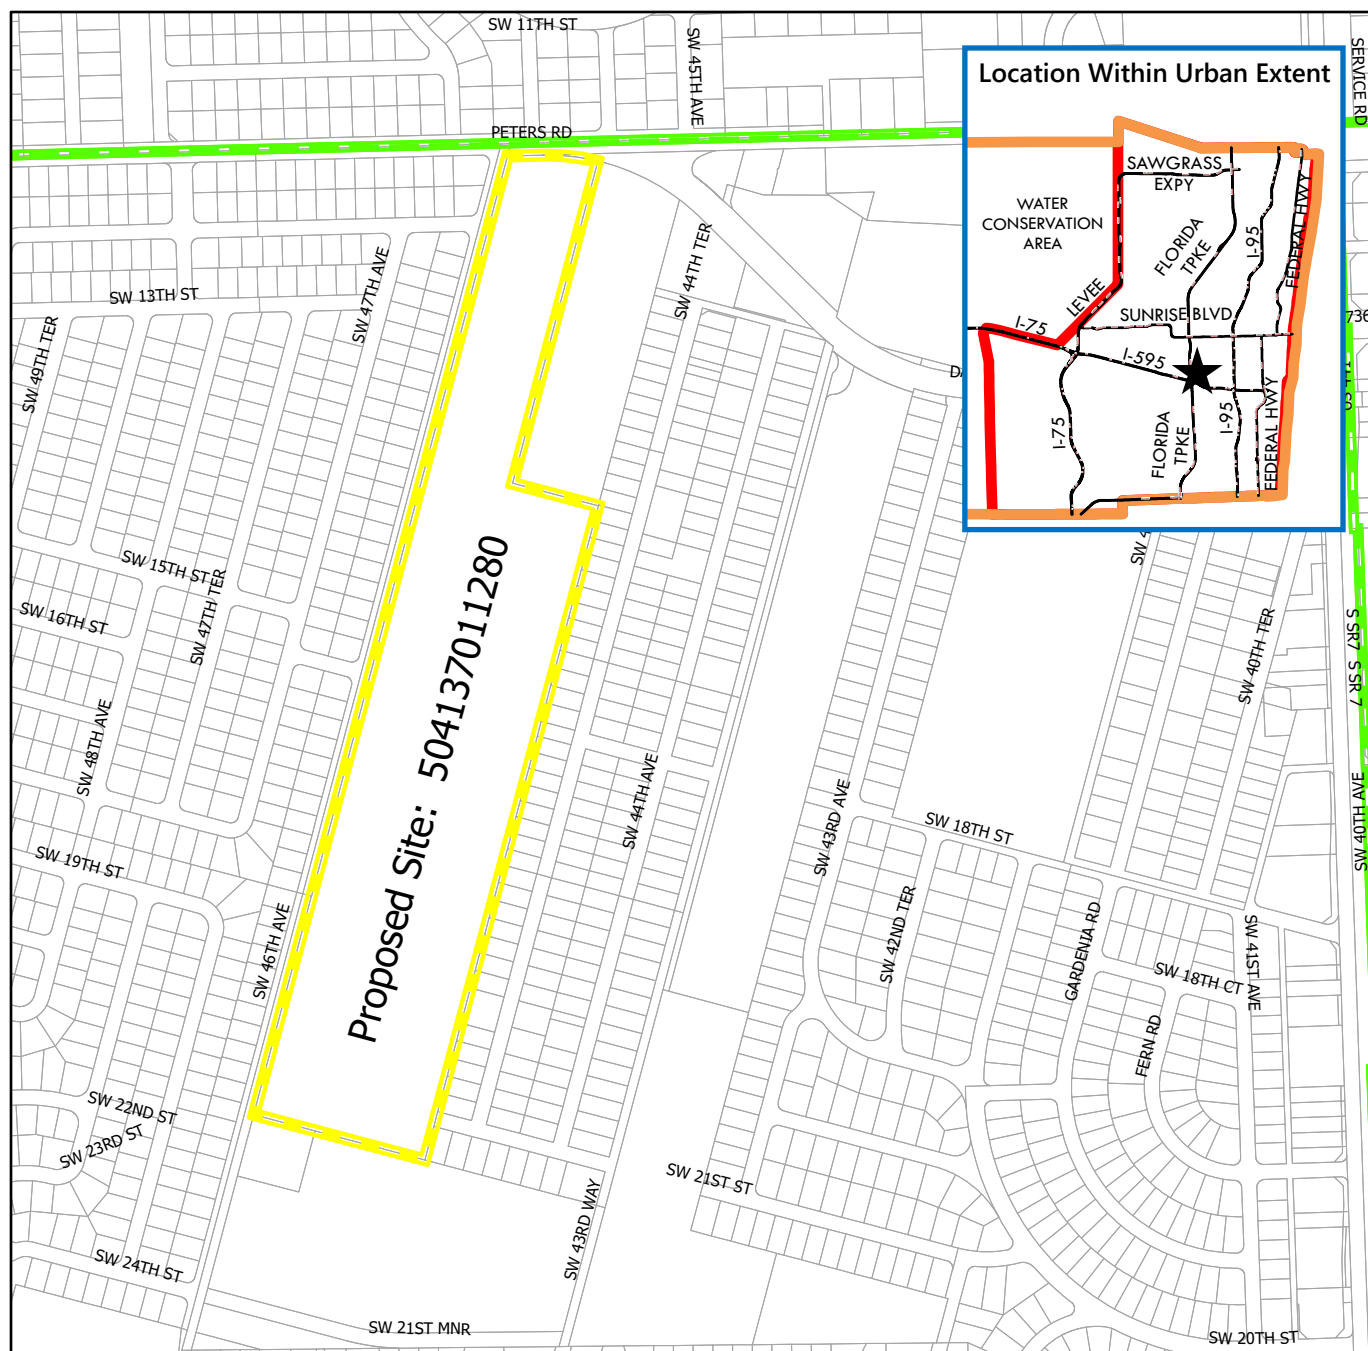 SW 11TH ST
SW 45TH AVE
SERVICE RD
PETERS RD
Location Within Urban Extent
SAWGRASS
EXPY
WATER
CONSERVATION
AREA
FLORIDA
TPKE
I-95
FEDERAL HWY
LEVEE
I-75
SUNRISE BLVD
I-595
I-75
FLORIDA
TPKE
I-95
FEDERAL HWY
SW 44TH TER
SW 47TH AVE
SW 13TH ST
SW 49TH TER
736
SW 15TH ST
SW 47TH TER
SW 16TH ST
Proposed Site: 504137011280
SW 40TH TER
S SR7
S SR 7
SW 48TH AVE
SW 44TH AVE
SW 43RD AVE
SW 40TH AVE
SW 18TH ST
SW 19TH ST
SW 42ND TER
GARDENIA RD
SW 41ST AVE
SW 46TH AVE
SW 18TH CT
FERN RD
SW 22ND ST
SW 23RD ST
SW 21ST ST
SW 43RD WAY
SW 24TH ST
SW 21ST MNR
SW 20TH ST